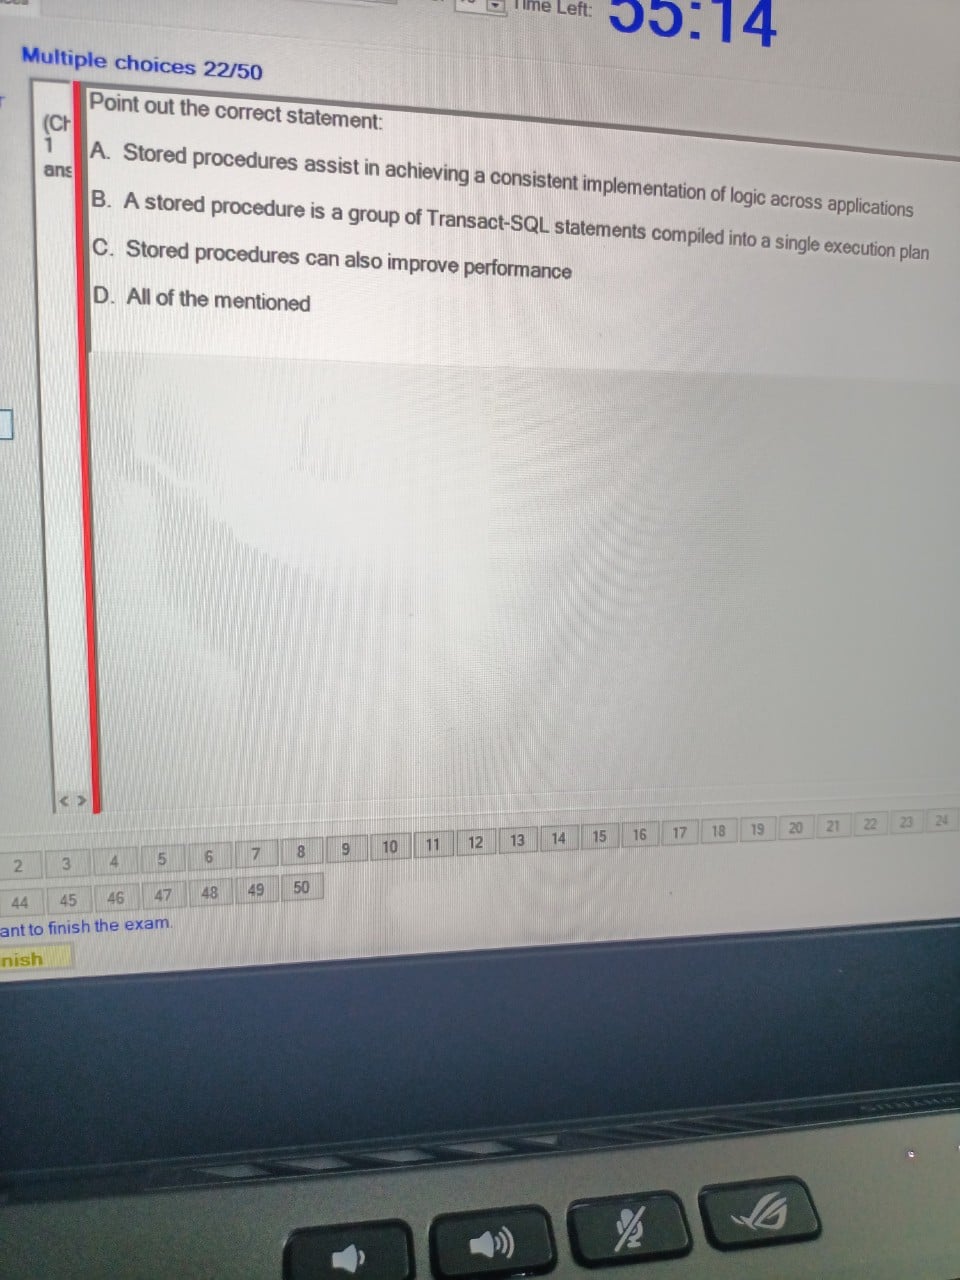 Time Left: 55:14
Multiple choices 22/50
(Ch
1
ans
Point out the correct statement:
A. Stored procedures assist in achieving a consistent implementation of logic across applications
B. A stored procedure is a group of Transact-SQL statements compiled into a single execution plan
C. Stored procedures can also improve performance
D. All of the mentioned
2 3 4 5 6 7 8 9 10 11 12 13 14 15 16 17 18 19 20 21 22 23 24
44 45 46 47 48 49 50
ant to finish the exam.
nish